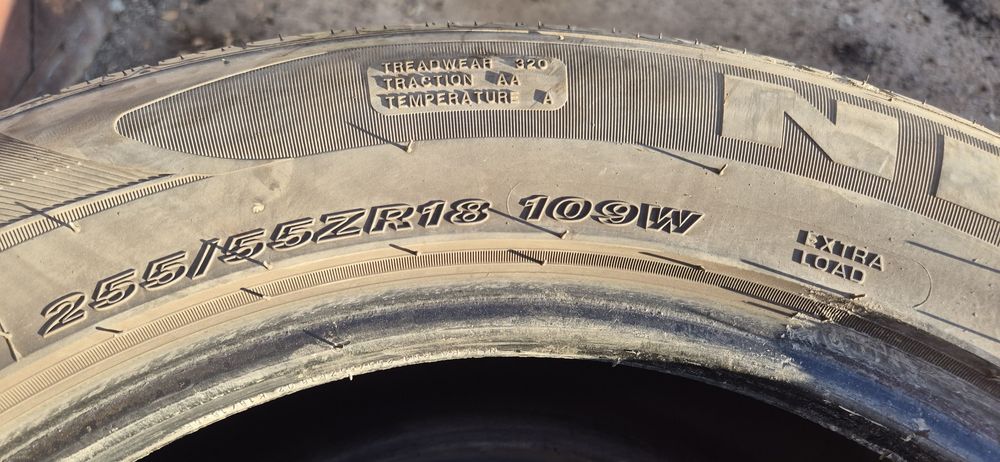 TREADWEAR 320
TRACTION AA
TEMPERATURE A
255/55ZR18 109W
EXTRA
LOAD